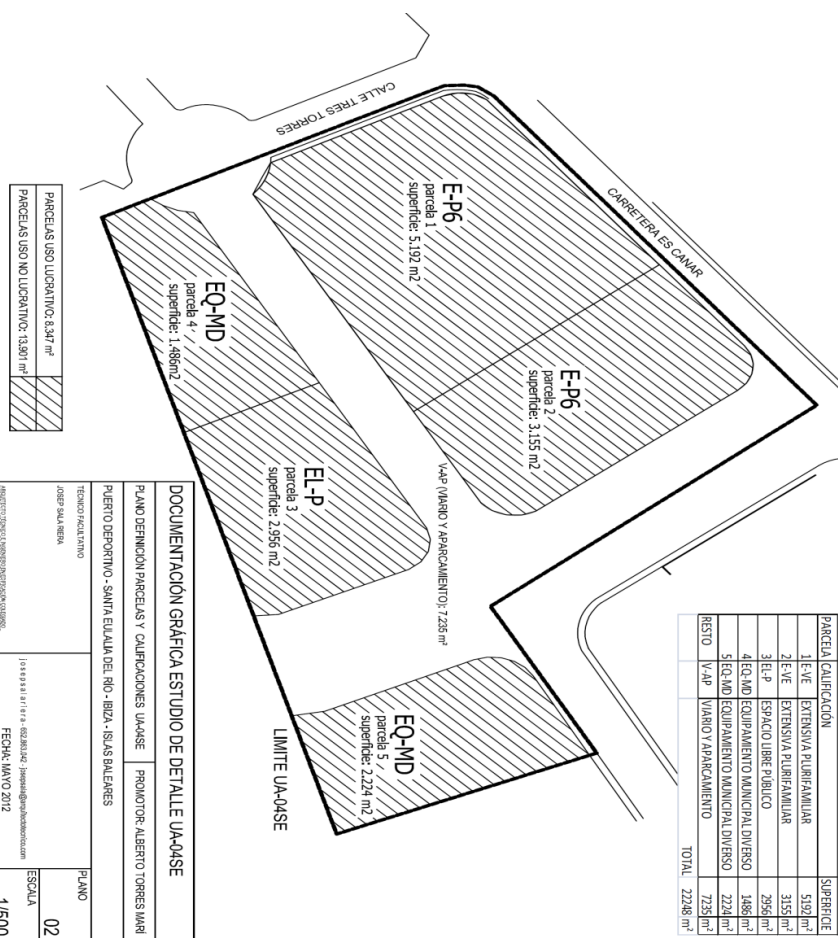 CALLE TRES TORRES
CARRETERA ES CANAR
E-P6
parcela 1
superficie: 5.192 m2
E-P6
parcela 2
superficie: 3.155 m2
EQ-MD
parcela 4
superficie: 1.486m2
EL-P
parcela 3
superficie: 2.956 m2
V-AP (VIARIO Y APARCAMIENTO): 7.235 m²
EQ-MD
parcela 5
superficie: 2.224 m2
LIMITE UA-04SE
PARCELA CALIFICACIÓN SUPERFICIE
1 E-VE EXTENSIVA PLURIFAMILIAR 5192 m²
2 E-VE EXTENSIVA PLURIFAMILIAR 3155 m²
3 EL-P ESPACIO LIBRE PÚBLICO 2956 m²
4 EQ-MD EQUIPAMIENTO MUNICIPAL DIVERSO 1486 m²
5 EQ-MD EQUIPAMIENTO MUNICIPAL DIVERSO 2224 m²
RESTO V-AP VIARIO Y APARCAMIENTO 7235 m²
TOTAL 22248 m²
PARCELAS USO LUCRATIVO: 8.347 m²
PARCELAS USO NO LUCRATIVO: 13.901 m²
DOCUMENTACIÓN GRÁFICA ESTUDIO DE DETALLE UA-04SE
PLANO DEFINICIÓN PARCELAS Y CALIFICACIONES UA-04SE PROMOTOR: ALBERTO TORRES MARÍ
PUERTO DEPORTIVO - SANTA EULALIA DEL RÍO - IBIZA - ISLAS BALEARES
TÉCNICO FACULTATIVO
JOSEP SALA RIERA
FECHA: MAYO 2012
PLANO
02
ESCALA
1/500